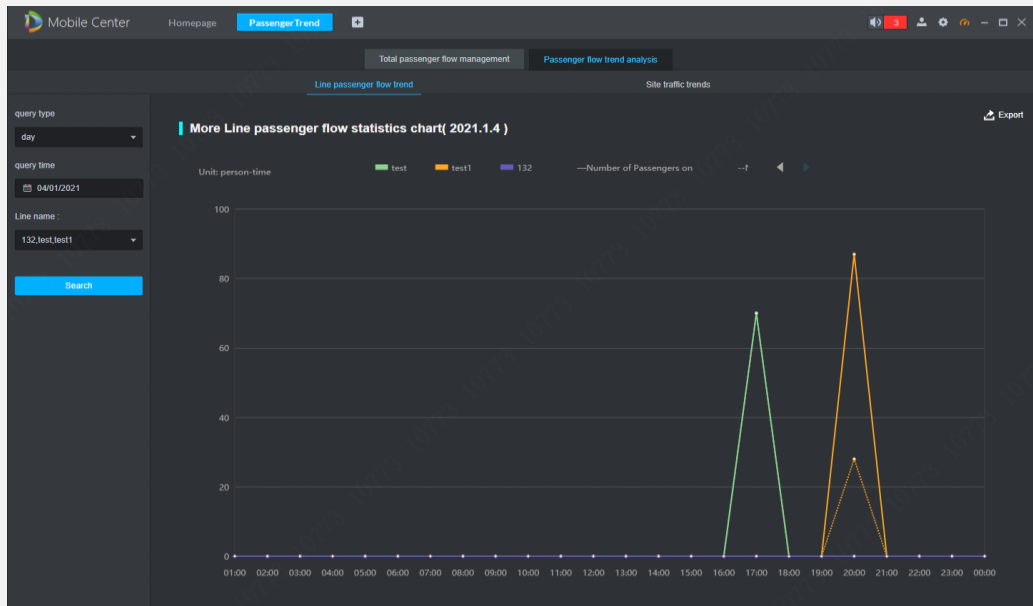 Mobile Center Homepage PassengerTrend 3
Total passenger flow management Passenger flow trend analysis
Line passenger flow trend Site traffic trends
query type
day
query time
04/01/2021
Line name :
132,test,test1
Search
More Line passenger flow statistics chart( 2021.1.4 )
Export
Unit: person-time
test test1 132 —Number of Passengers on
100
80
60
40
20
0
01:00 02:00 03:00 04:00 05:00 06:00 07:00 08:00 09:00 10:00 11:00 12:00 13:00 14:00 15:00 16:00 17:00 18:00 19:00 20:00 21:00 22:00 23:00 00:00